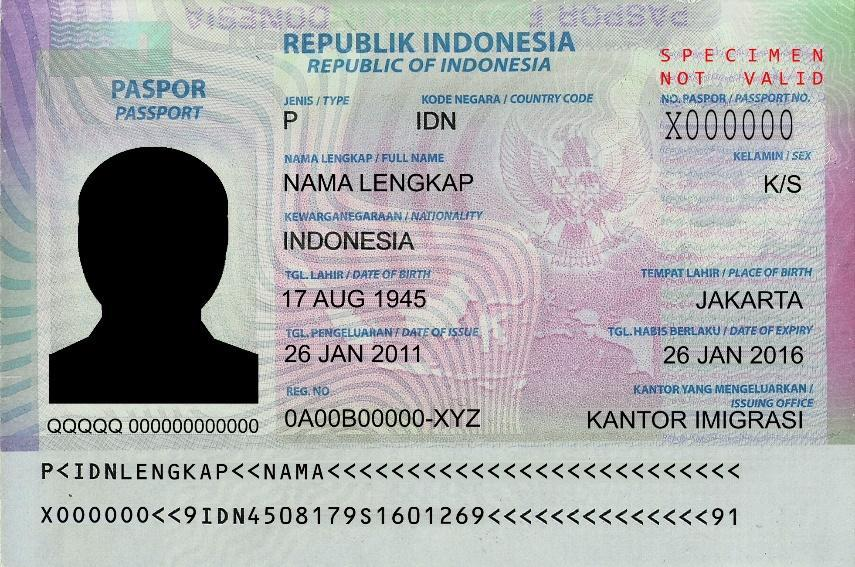 REPUBLIK INDONESIA
REPUBLIC OF INDONESIA
SPECIMEN
NOT VALID
PASPOR
PASSPORT
JENIS / TYPE
KODE NEGARA / COUNTRY CODE
NO. PASPOR / PASSPORT NO.
P
IDN
X000000
NAMA LENGKAP / FULL NAME
KELAMIN / SEX
NAMA LENGKAP
K/S
KEWARGANEGARAAN / NATIONALITY
INDONESIA
TGL. LAHIR / DATE OF BIRTH
TEMPAT LAHIR / PLACE OF BIRTH
17 AUG 1945
JAKARTA
TGL. PENGELUARAN / DATE OF ISSUE
TGL. HABIS BERLAKU / DATE OF EXPIRY
26 JAN 2011
26 JAN 2016
REG. NO
KANTOR YANG MENGELUARKAN /
ISSUING OFFICE
0A00B00000-XYZ
KANTOR IMIGRASI
QQQQQ 000000000000
P<IDNLENGKAP<<NAMA<<<<<<<<<<<<<<<<<<<<<<<<<<
X000000<<9IDN4508179S1601269<<<<<<<<<<<<<<91